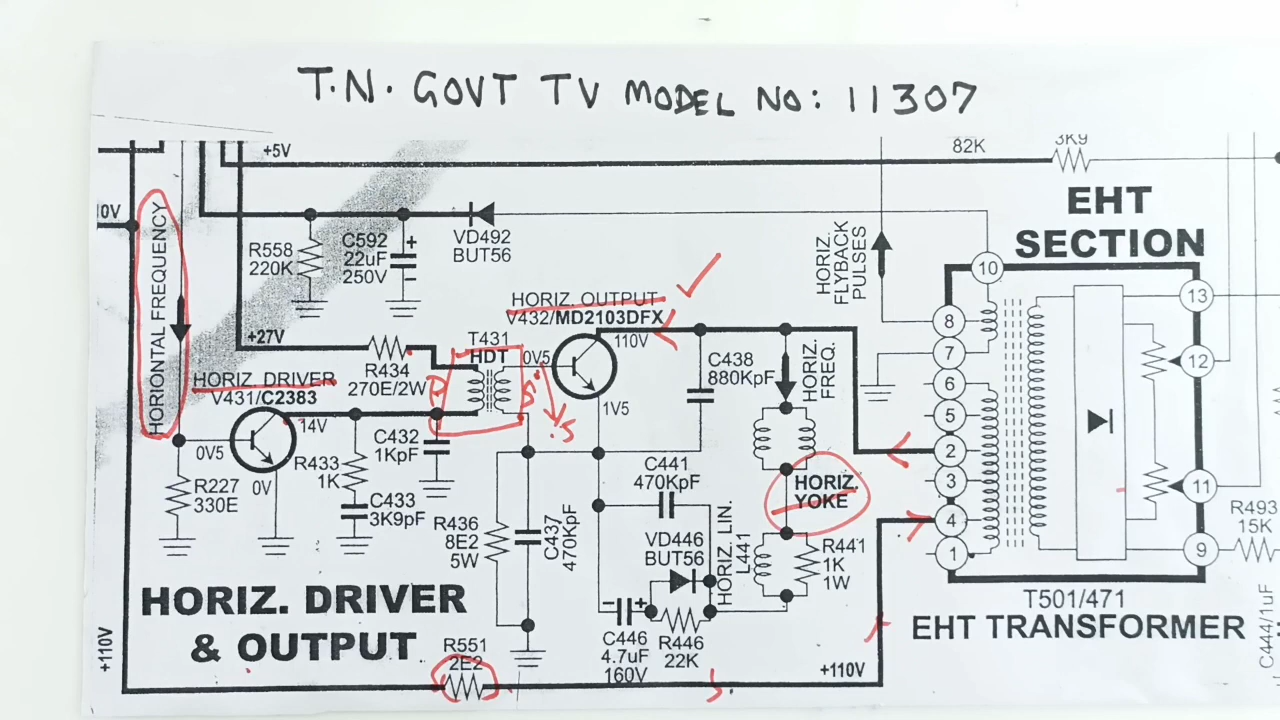 T.N. GOVT TV MODEL NO: 11307
+5V
82K
3K9
10V
HORIONTAL FREQUENCY
R558
220K
C592
22uF
250V
+
-
VD492
BUT56
HORIZ.
FLYBACK
PULSES
EHT
SECTION
+27V
R434
270E/2W
T431
HDT
HORIZ. OUTPUT
V432/MD2103DFX
110V
0V5
1V5
C438
880KpF
HORIZ.
FREQ.
HORIZ. DRIVER
V431/C2383
14V
0V5
0V
R227
330E
R433
1K
C432
1KpF
C433
3K9pF
.5
R436
8E2
5W
C437
470KpF
C441
470KpF
VD446
BUT56
HORIZ. LIN.
L441
HORIZ.
YOKE
R441
1K
1W
- +
C446
4.7uF
160V
R446
22K
10
8
7
6
5
2
3
4
1
13
12
11
9
R493
15K
T501/471
EHT TRANSFORMER
C444/1uF
HORIZ. DRIVER
& OUTPUT
+110V
R551
2E2
+110V